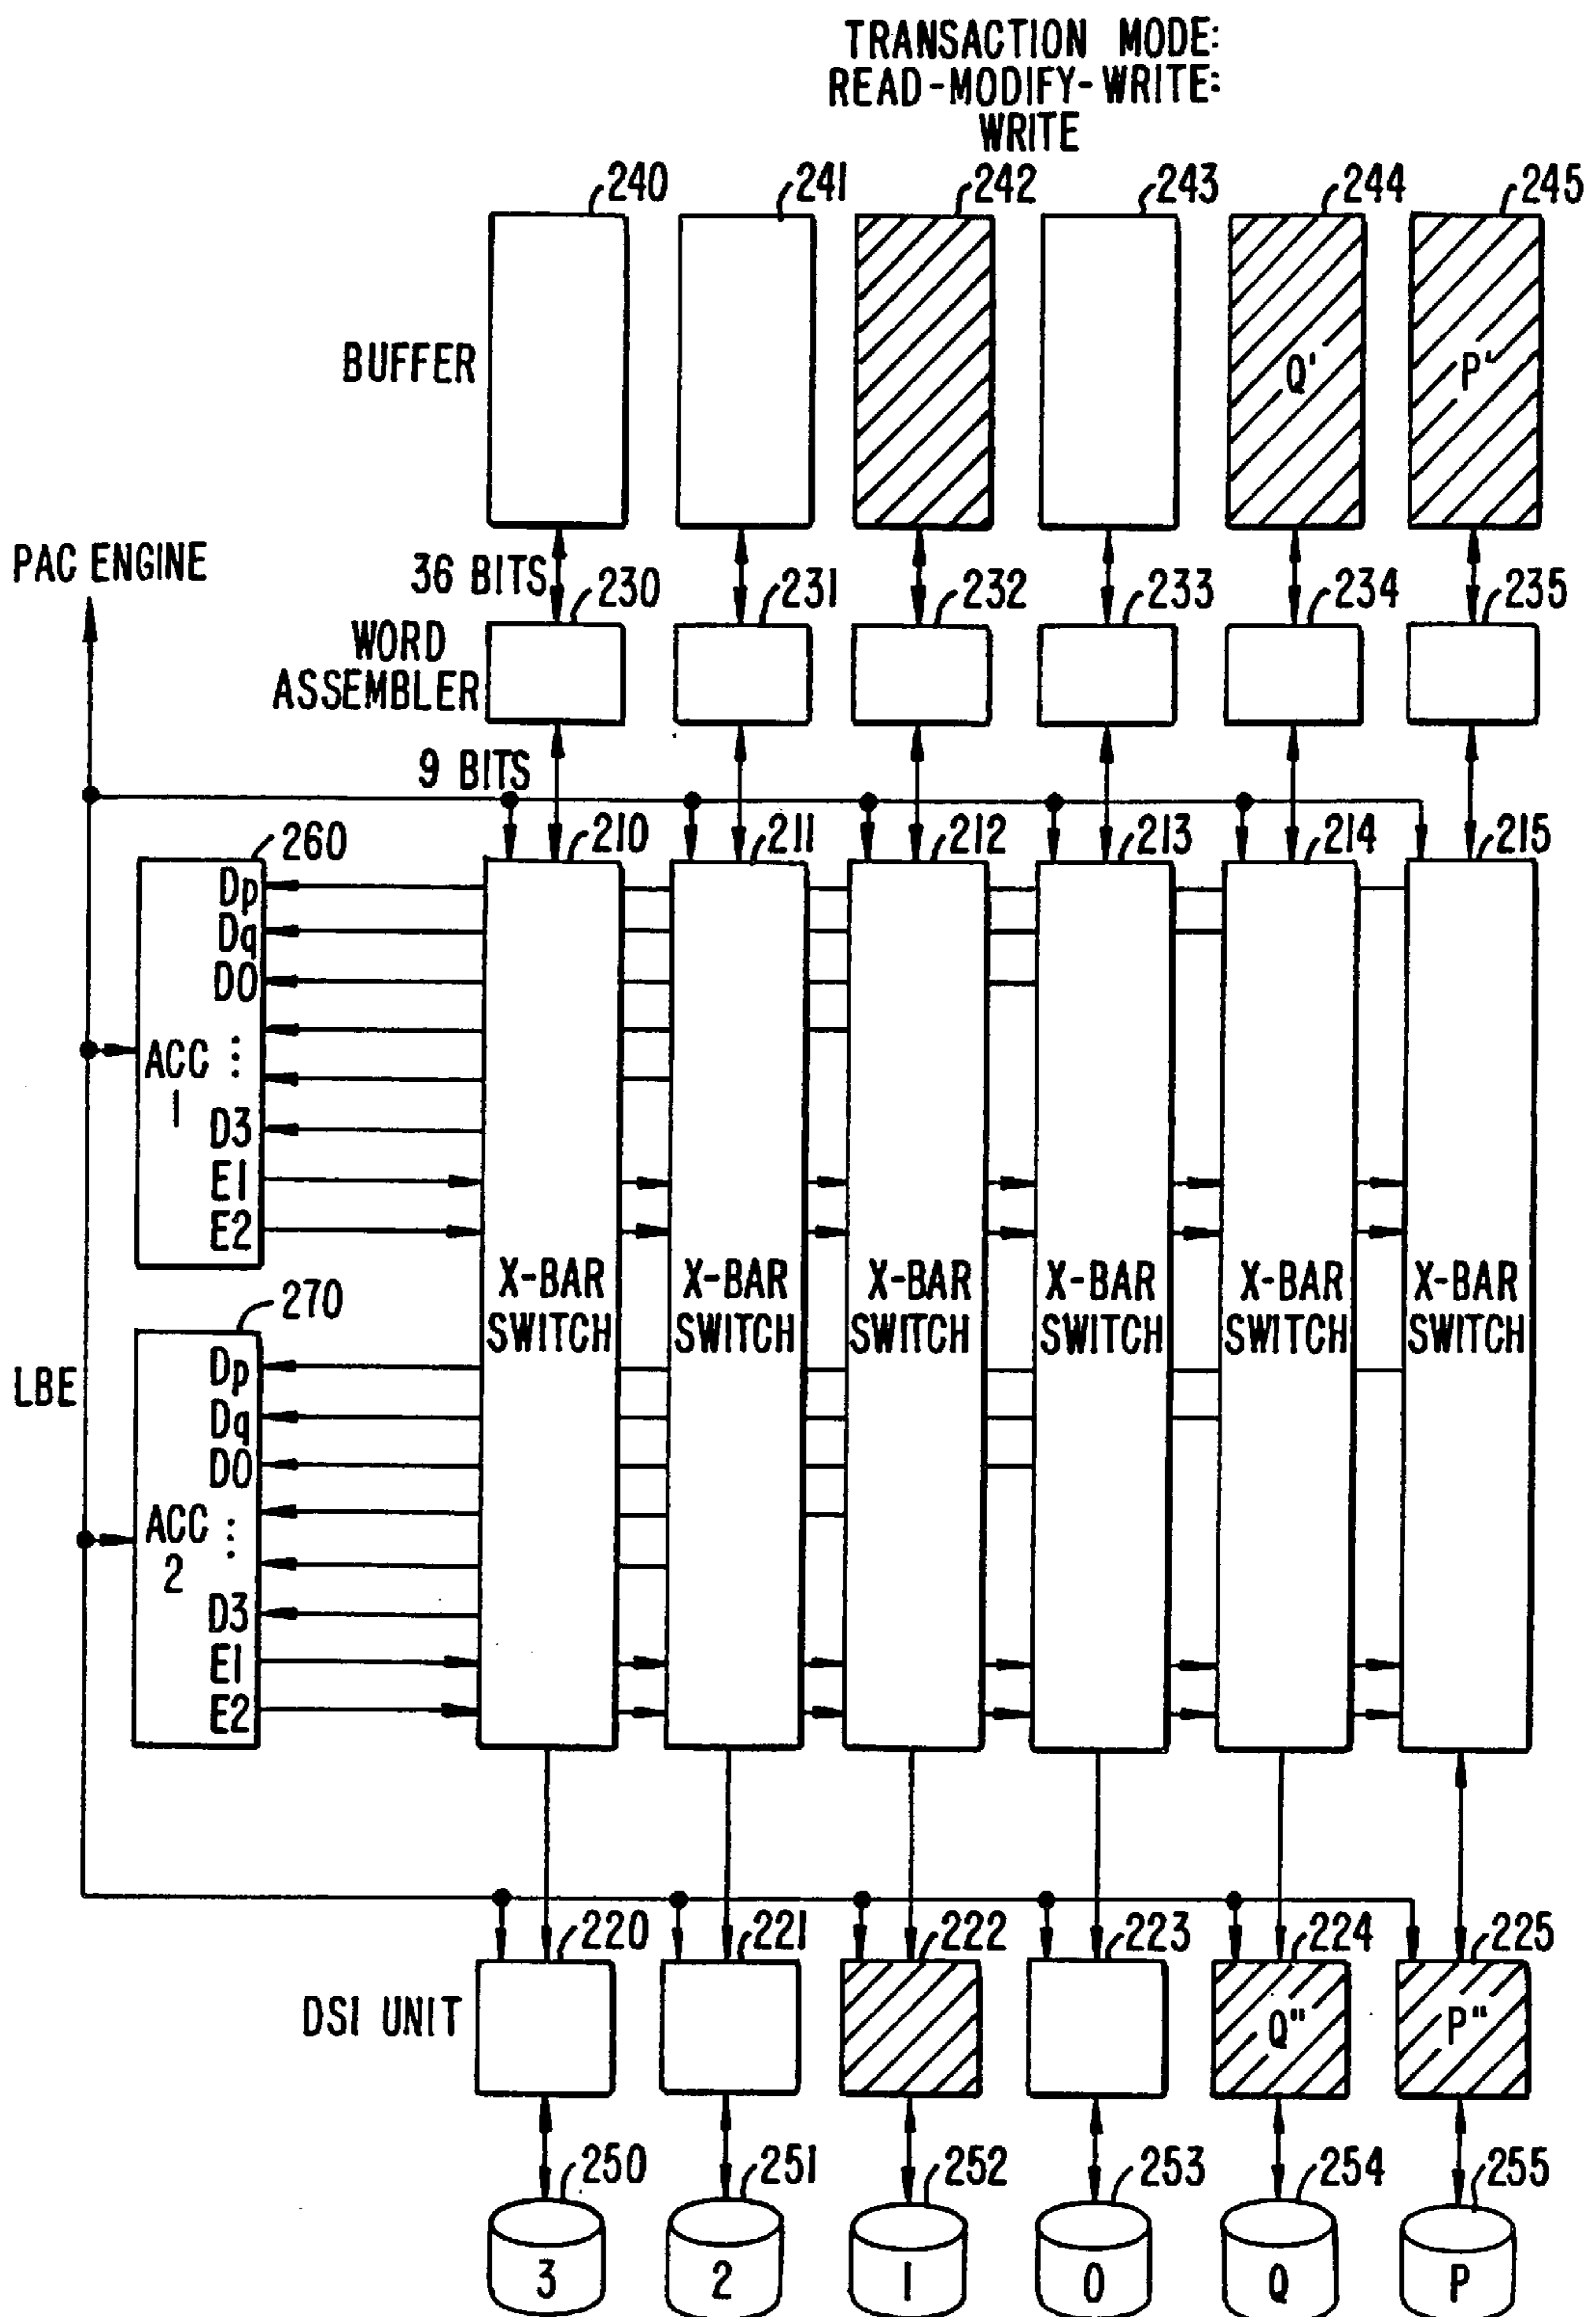 TRANSACTION MODE:
READ-MODIFY-WRITE:
WRITE
240 241 242 243 244 245
BUFFER
Q' P'
PAC ENGINE
36 BITS
230 231 232 233 234 235
WORD
ASSEMBLER
9 BITS
260 210 211 212 213 214 215
Dp
Dq
D0
ACC
1
D3
E1
E2
X-BAR SWITCH
X-BAR SWITCH
X-BAR SWITCH
X-BAR SWITCH
X-BAR SWITCH
X-BAR SWITCH
270
LBE
Dp
Dq
D0
ACC
2
D3
E1
E2
220 221 222 223 224 225
DSI UNIT
Q" P"
250 251 252 253 254 255
3 2 1 0 Q P